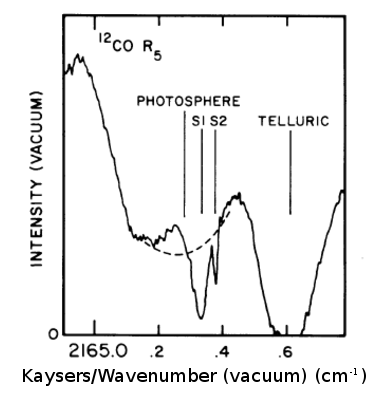 ¹²CO R₅
PHOTOSPHERE
S1 S2 TELLURIC
INTENSITY (VACUUM)
0
2165.0 .2 .4 .6
Kaysers/Wavenumber (vacuum) (cm⁻¹)